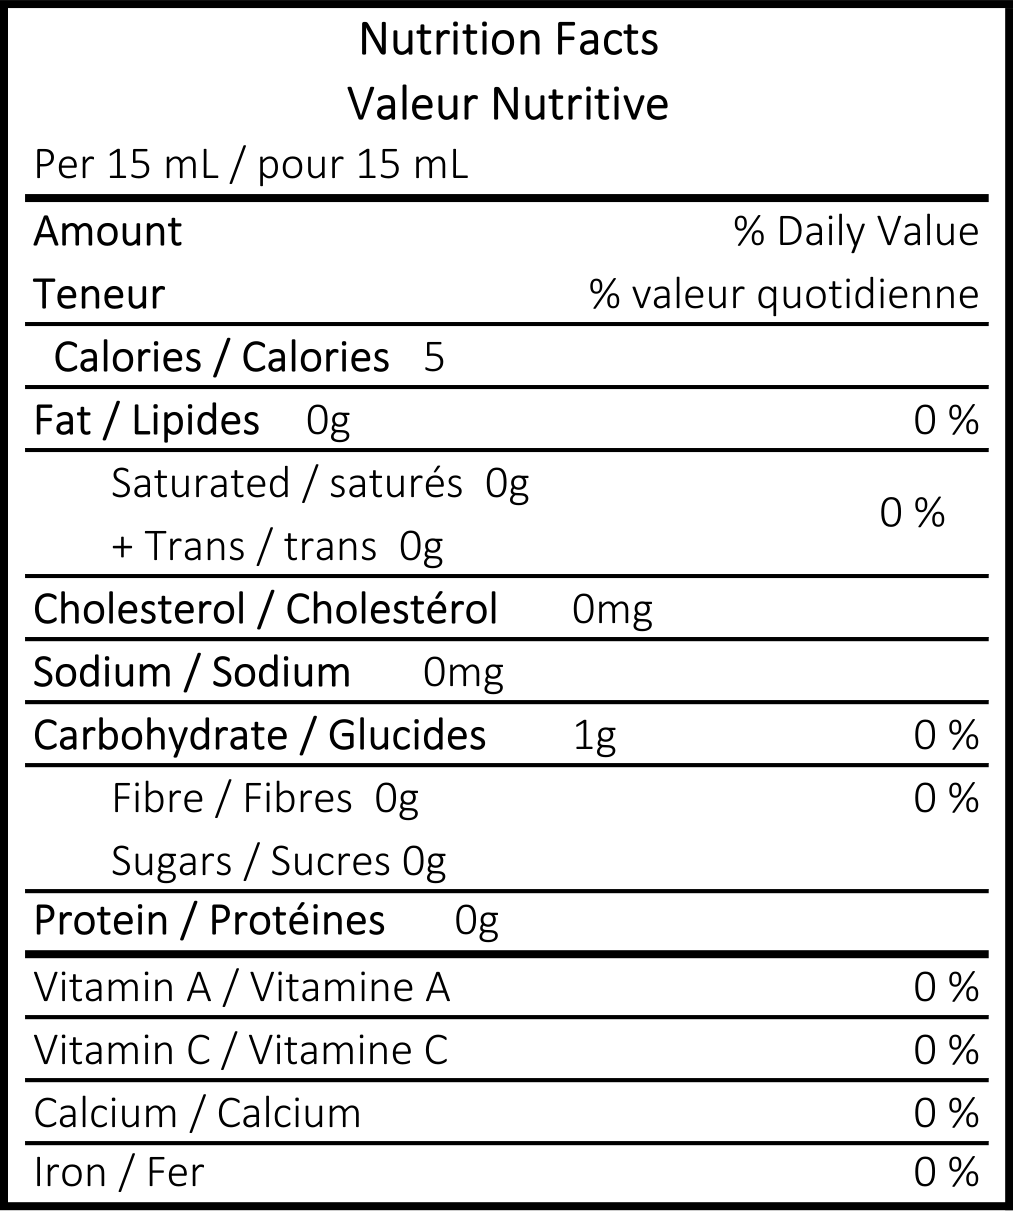 Nutrition Facts
Valeur Nutritive
Per 15 mL / pour 15 mL
Amount % Daily Value
Teneur % valeur quotidienne
Calories / Calories 5
Fat / Lipides 0g 0 %
Saturated / saturés 0g
0 %
+ Trans / trans 0g
Cholesterol / Cholestérol 0mg
Sodium / Sodium 0mg
Carbohydrate / Glucides 1g 0 %
Fibre / Fibres 0g 0 %
Sugars / Sucres 0g
Protein / Protéines 0g
Vitamin A / Vitamine A 0 %
Vitamin C / Vitamine C 0 %
Calcium / Calcium 0 %
Iron / Fer 0 %